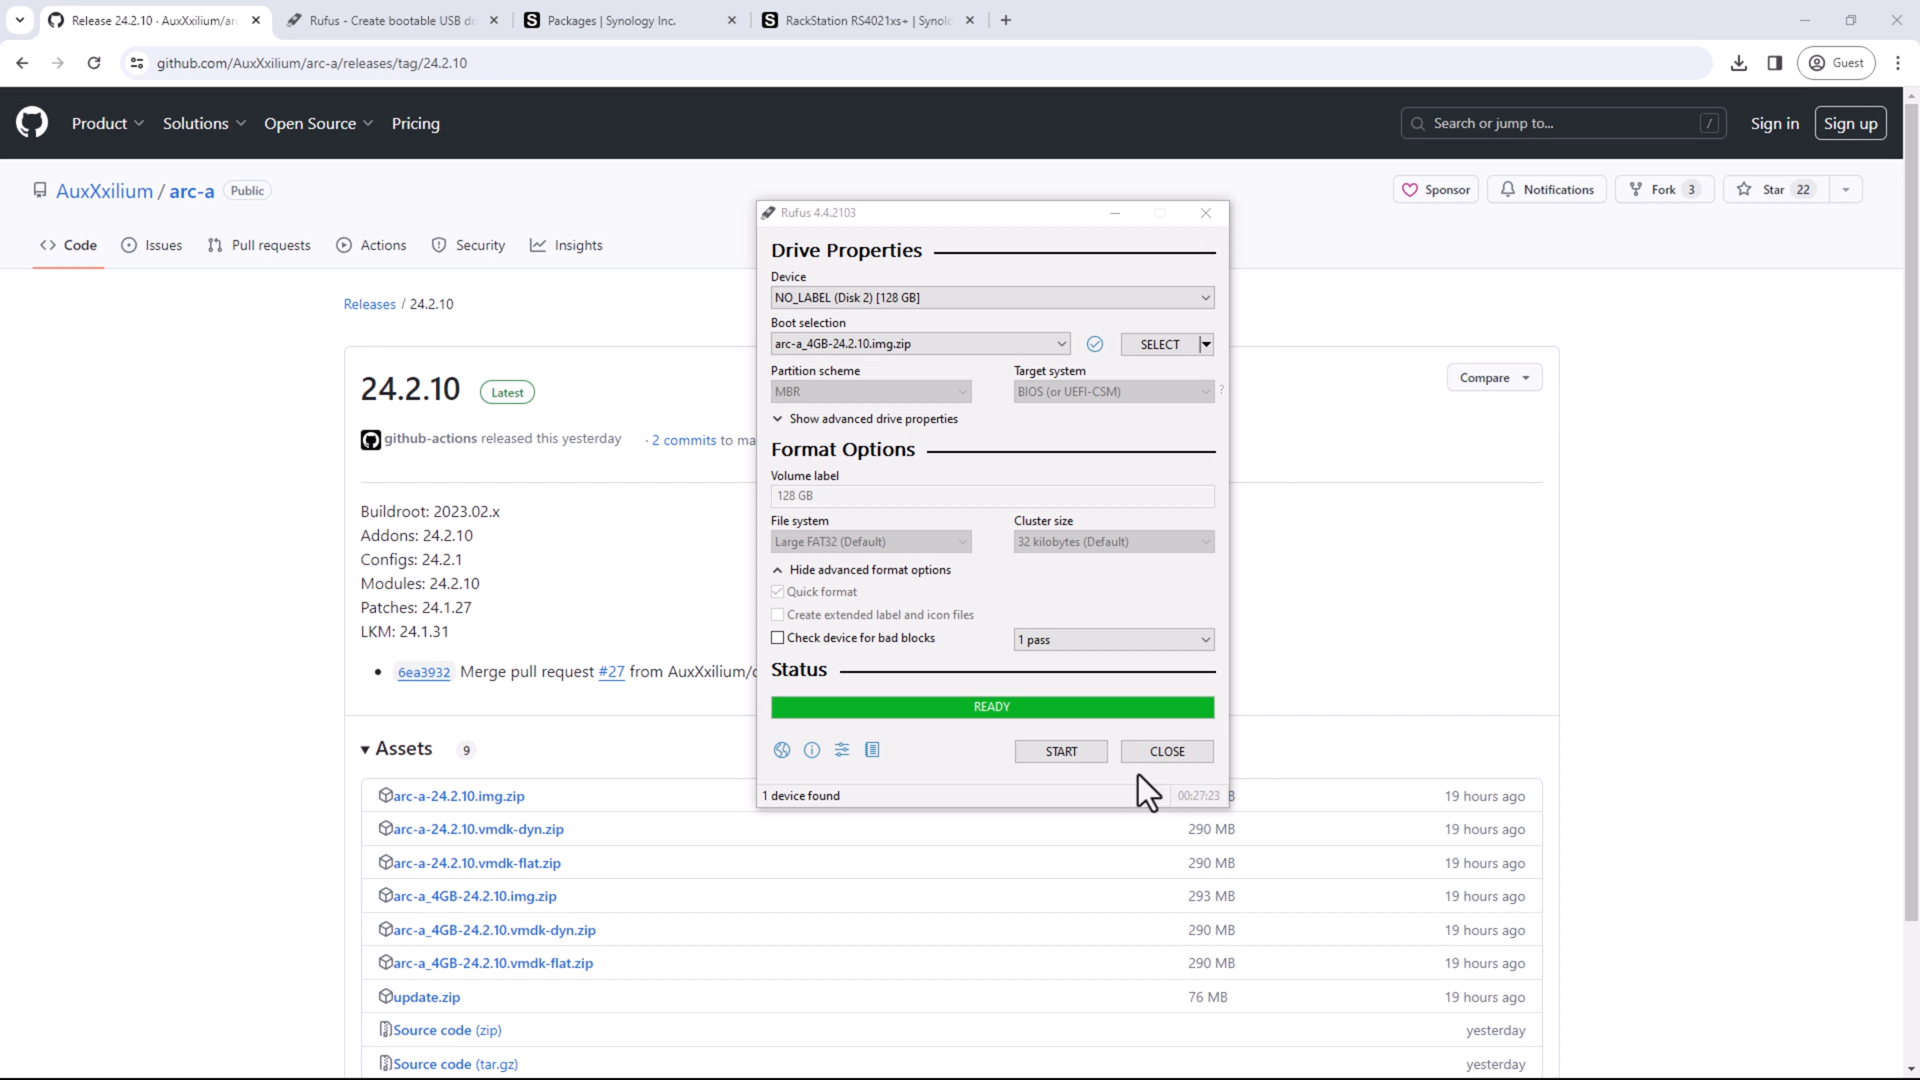 Release 24.2.10 · AuxXxilium/ar
Rufus - Create bootable USB d
Packages | Synology Inc.
RackStation RS4021xs+ | Synol
github.com/AuxXxilium/arc-a/releases/tag/24.2.10
Guest
Product
Solutions
Open Source
Pricing
Search or jump to...
/
Sign in
Sign up
AuxXxilium / arc-a
Public
Sponsor
Notifications
Fork 3
Star 22
Code
Issues
Pull requests
Actions
Security
Insights
Releases / 24.2.10
24.2.10
Latest
Compare
github-actions released this yesterday
· 2 commits to ma
Buildroot: 2023.02.x
Addons: 24.2.10
Configs: 24.2.1
Modules: 24.2.10
Patches: 24.1.27
LKM: 24.1.31
6ea3932 Merge pull request #27 from AuxXxilium/
Rufus 4.4.2103
Drive Properties
Device
NO_LABEL (Disk 2) [128 GB]
Boot selection
arc-a_4GB-24.2.10.img.zip
SELECT
Partition scheme
Target system
MBR
BIOS (or UEFI-CSM)
?
Show advanced drive properties
Format Options
Volume label
128 GB
File system
Cluster size
Large FAT32 (Default)
32 kilobytes (Default)
Hide advanced format options
Quick format
Create extended label and icon files
Check device for bad blocks
1 pass
Status
READY
START
CLOSE
1 device found
00:27:23
Assets 9
arc-a-24.2.10.img.zip
B
19 hours ago
arc-a-24.2.10.vmdk-dyn.zip
290 MB
19 hours ago
arc-a-24.2.10.vmdk-flat.zip
290 MB
19 hours ago
arc-a_4GB-24.2.10.img.zip
293 MB
19 hours ago
arc-a_4GB-24.2.10.vmdk-dyn.zip
290 MB
19 hours ago
arc-a_4GB-24.2.10.vmdk-flat.zip
290 MB
19 hours ago
update.zip
76 MB
19 hours ago
Source code (zip)
yesterday
Source code (tar.gz)
yesterday